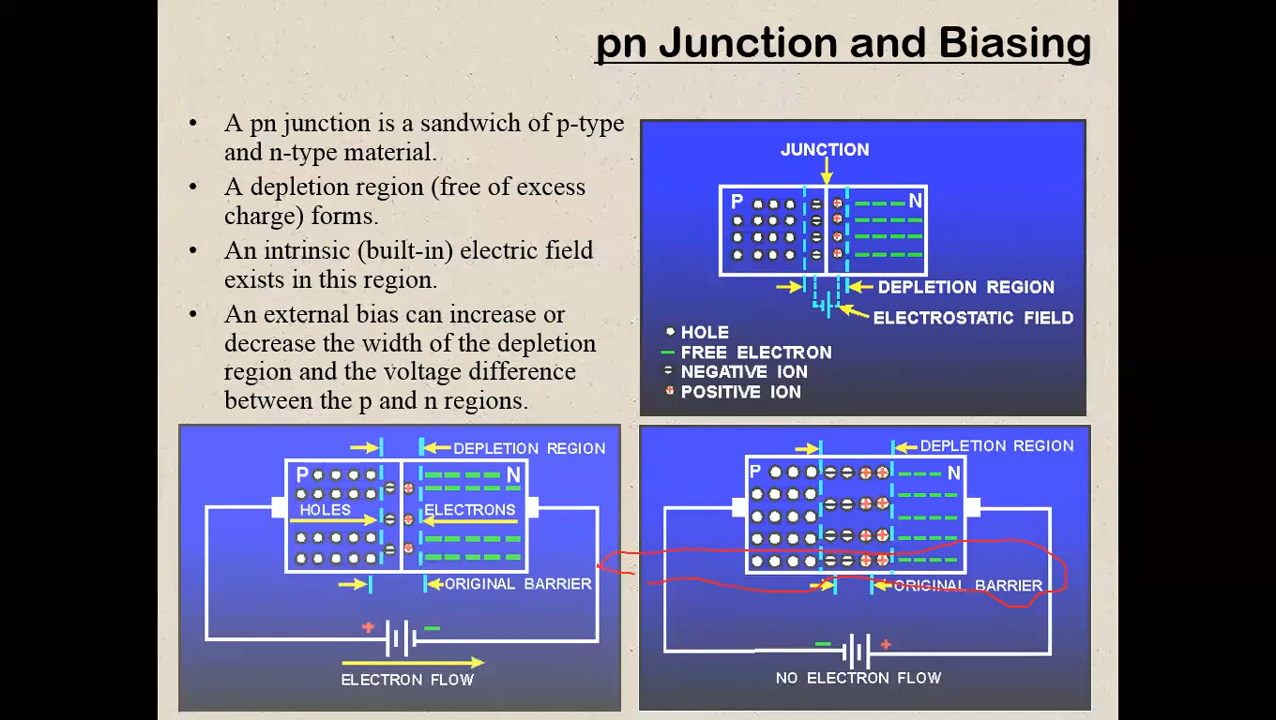 pn Junction and Biasing
• A pn junction is a sandwich of p-type
and n-type material.
• A depletion region (free of excess
charge) forms.
• An intrinsic (built-in) electric field
exists in this region.
• An external bias can increase or
decrease the width of the depletion
region and the voltage difference
between the p and n regions.
JUNCTION
P N
DEPLETION REGION
ELECTROSTATIC FIELD
HOLE
FREE ELECTRON
NEGATIVE ION
POSITIVE ION
DEPLETION REGION
P N
HOLES ELECTRONS
ORIGINAL BARRIER
+ −
ELECTRON FLOW
DEPLETION REGION
P N
ORIGINAL BARRIER
− +
NO ELECTRON FLOW